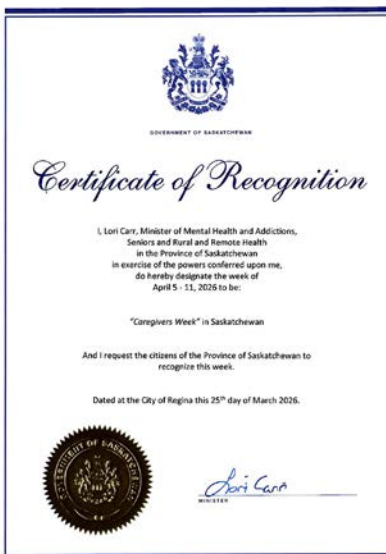 GOVERNMENT OF SASKATCHEWAN
Certificate of Recognition
I, Lori Carr, Minister of Mental Health and Addictions,
Seniors and Rural and Remote Health
in the Province of Saskatchewan
in exercise of the powers conferred upon me,
do hereby designate the week of
April 5 - 11, 2026 to be:
"Caregivers Week" in Saskatchewan
And I request the citizens of the Province of Saskatchewan to
recognize this week.
Dated at the City of Regina this 25th day of March 2026.
GOVERNMENT OF SASKATCHEWAN
Lori Carr
MINISTER